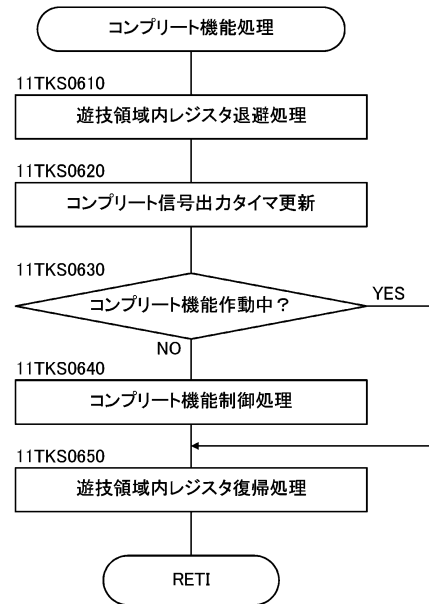 コンプリート機能処理
11TKS0610
遊技領域内レジスタ退避処理
11TKS0620
コンプリート信号出力タイマ更新
11TKS0630
コンプリート機能作動中？
YES
NO
11TKS0640
コンプリート機能制御処理
11TKS0650
遊技領域内レジスタ復帰処理
RETI